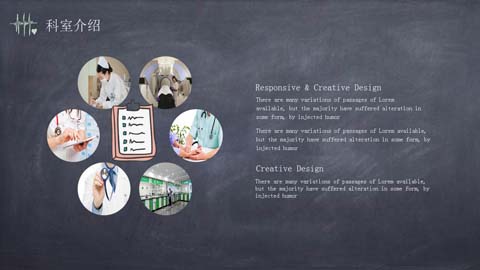 科室介绍
Responsive & Creative Design
There are many variations of passages of Lorem
available, but the majority have suffered alteration in
some form, by injected humor
There are many variations of passages of Lorem available,
but the majority have suffered alteration in some form, by
injected humor
Creative Design
There are many variations of passages of Lorem available,
but the majority have suffered alteration in some form, by
injected humor